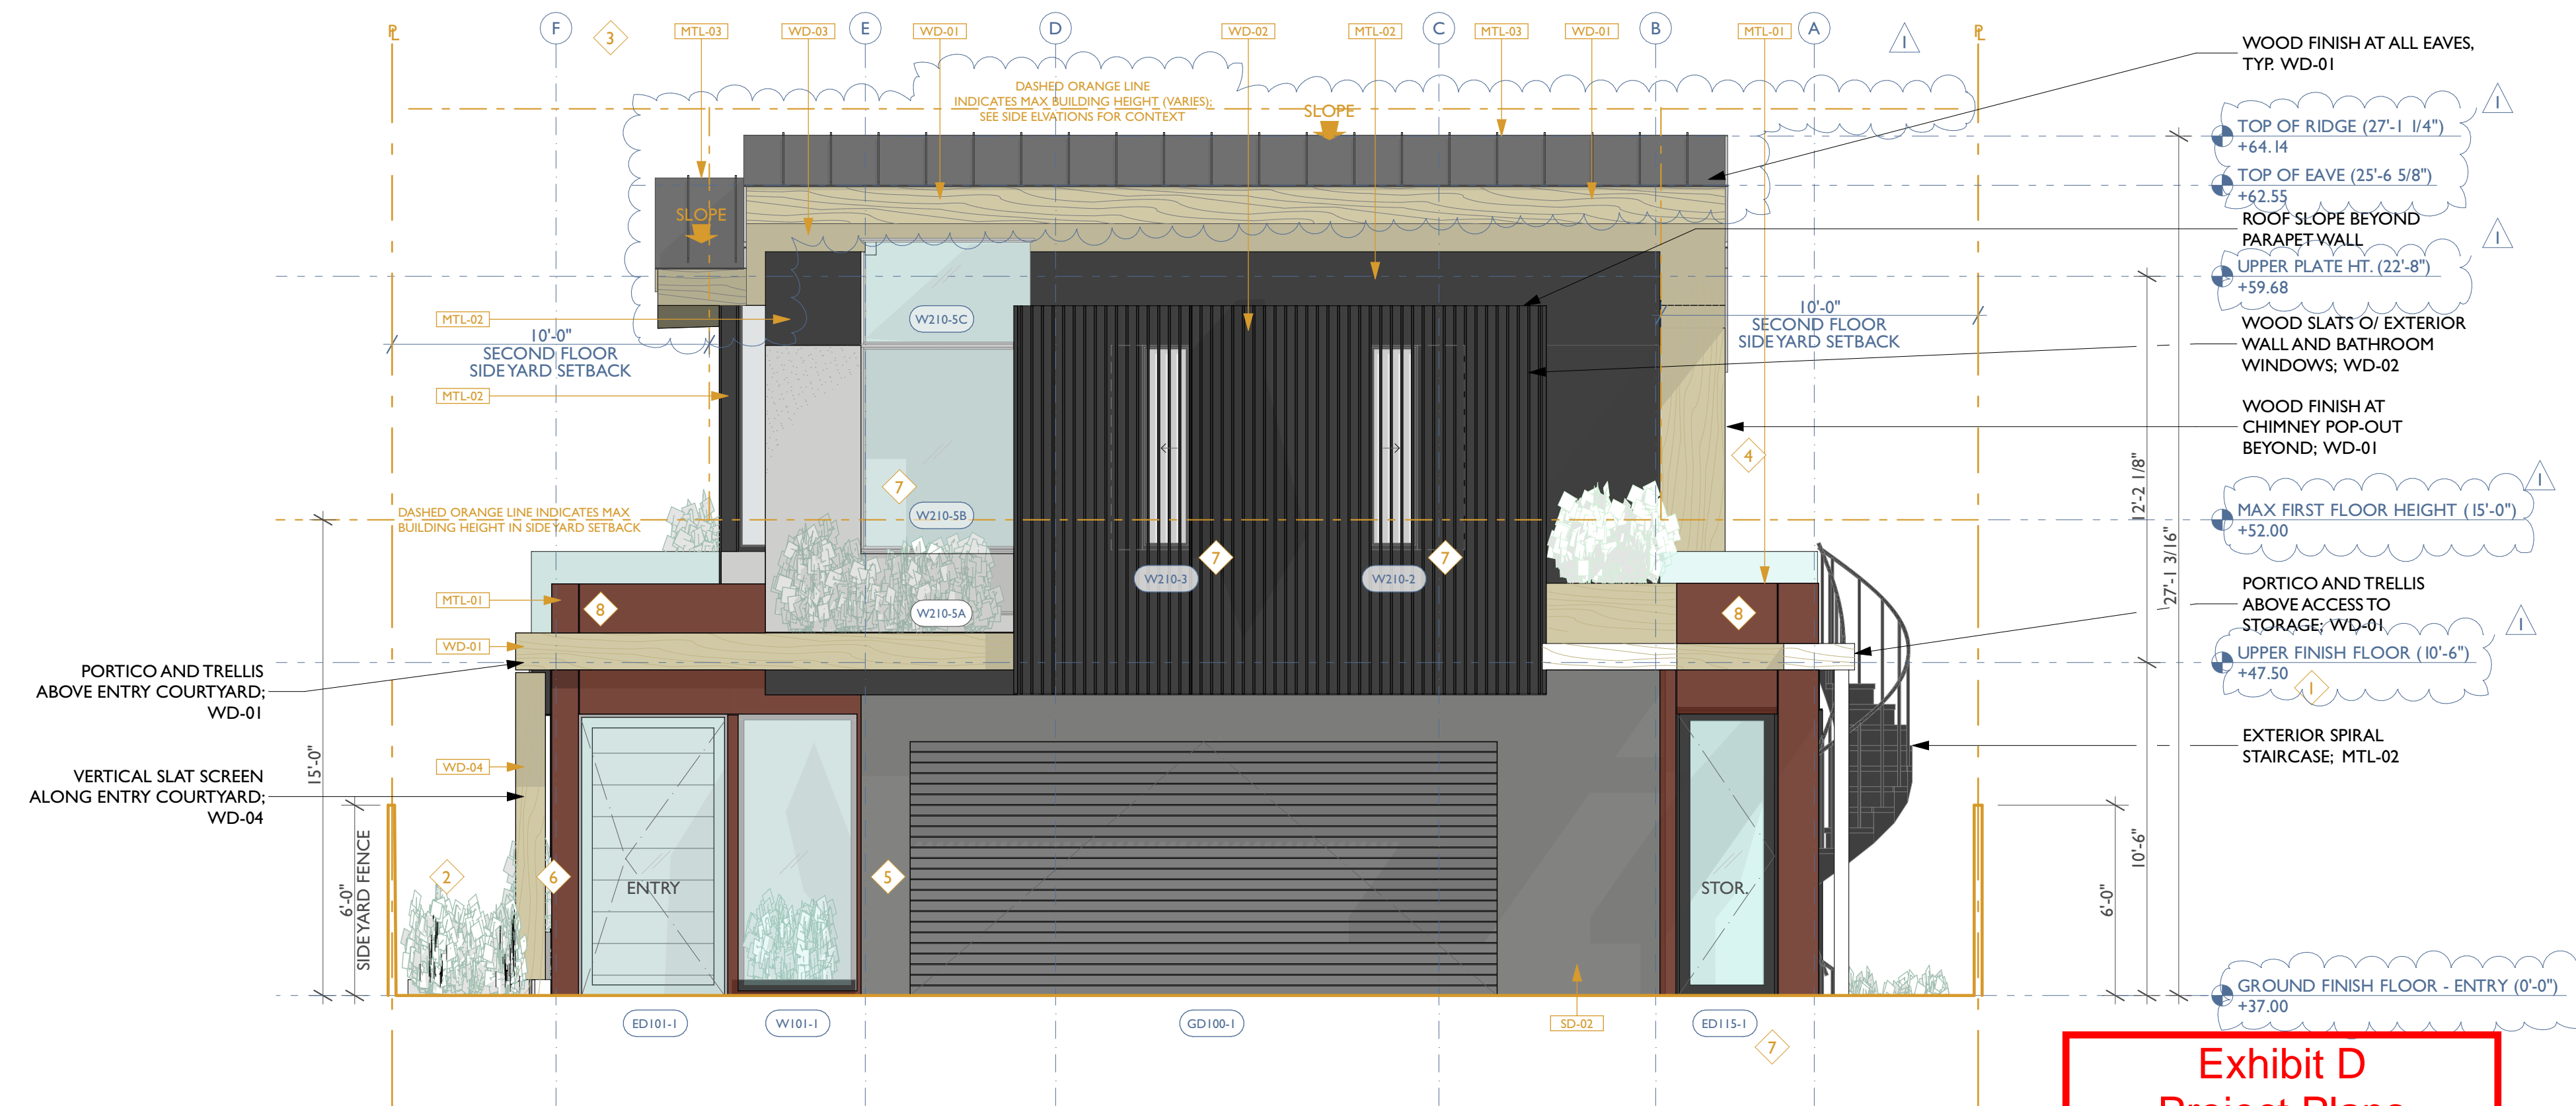 PL
F
3
MTL-03
WD-03
E
WD-01
D
WD-02
MTL-02
C
MTL-03
WD-01
B
MTL-01
A
1
PL
WOOD FINISH AT ALL EAVES,
TYP. WD-01
DASHED ORANGE LINE
INDICATES MAX BUILDING HEIGHT (VARIES);
SEE SIDE ELVATIONS FOR CONTEXT
SLOPE
1
TOP OF RIDGE (27'-1 1/4")
+64.14
TOP OF EAVE (25'-6 5/8")
+62.55
SLOPE
ROOF SLOPE BEYOND
PARAPET WALL
1
UPPER PLATE HT. (22'-8")
+59.68
MTL-02
W210-5C
10'-0"
SECOND FLOOR
SIDE YARD SETBACK
10'-0"
SECOND FLOOR
SIDE YARD SETBACK
WOOD SLATS O/ EXTERIOR
WALL AND BATHROOM
WINDOWS; WD-02
MTL-02
WOOD FINISH AT
CHIMNEY POP-OUT
BEYOND; WD-01
4
7
12'-2 1/8"
27'-1 3/16"
1
DASHED ORANGE LINE INDICATES MAX
BUILDING HEIGHT IN SIDE YARD SETBACK
W210-5B
MAX FIRST FLOOR HEIGHT (15'-0")
+52.00
7
7
W210-3
W210-2
MTL-01
8
W210-5A
8
PORTICO AND TRELLIS
ABOVE ACCESS TO
STORAGE; WD-01
1
WD-01
UPPER FINISH FLOOR (10'-6")
+47.50
1
PORTICO AND TRELLIS
ABOVE ENTRY COURTYARD;
WD-01
EXTERIOR SPIRAL
STAIRCASE; MTL-02
15'-0"
WD-04
VERTICAL SLAT SCREEN
ALONG ENTRY COURTYARD;
WD-04
6'-0"
SIDE YARD FENCE
2
6
ENTRY
5
STOR.
6'-0"
10'-6"
GROUND FINISH FLOOR - ENTRY (0'-0")
+37.00
ED101-1
W101-1
GD100-1
SD-02
ED115-1
7
Exhibit D
Project Plans